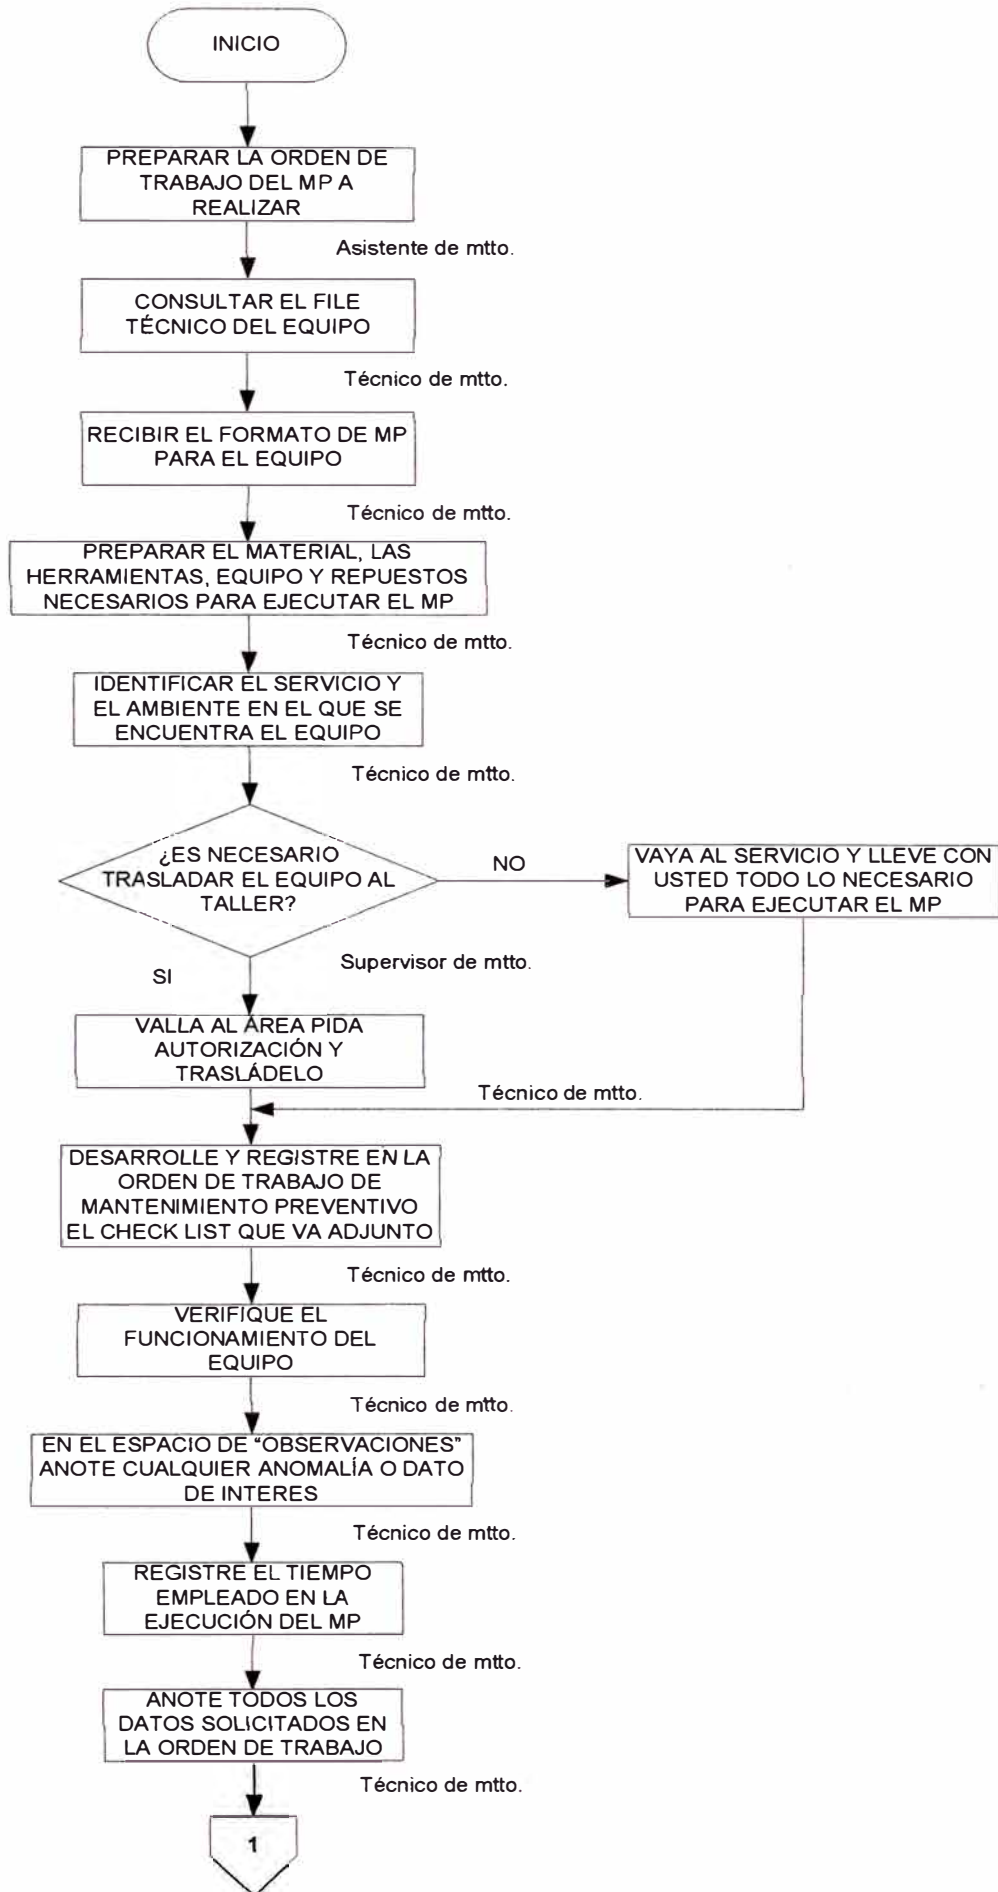 INICIO
PREPARAR LA ORDEN DE
TRABAJO DEL MP A
REALIZAR
Asistente de mtto.
CONSULTAR EL FILE
TÉCNICO DEL EQUIPO
Técnico de mtto.
RECIBIR EL FORMATO DE MP
PARA EL EQUIPO
Técnico de mtto.
PREPARAR EL MATERIAL, LAS
HERRAMIENTAS, EQUIPO Y REPUESTOS
NECESARIOS PARA EJECUTAR EL MP
Técnico de mtto.
IDENTIFICAR EL SERVICIO Y
EL AMBIENTE EN EL QUE SE
ENCUENTRA EL EQUIPO
Técnico de mtto.
¿ES NECESARIO
TRASLADAR EL EQUIPO AL
TALLER?
NO
VAYA AL SERVICIO Y LLEVE CON
USTED TODO LO NECESARIO
PARA EJECUTAR EL MP
Supervisor de mtto.
SI
VALLA AL ÁREA PIDA
AUTORIZACIÓN Y
TRASLÁDELO
Técnico de mtto.
DESARROLLE Y REGISTRE EN LA
ORDEN DE TRABAJO DE
MANTENIMIENTO PREVENTIVO
EL CHECK LIST QUE VA ADJUNTO
Técnico de mtto.
VERIFIQUE EL
FUNCIONAMIENTO DEL
EQUIPO
Técnico de mtto.
EN EL ESPACIO DE “OBSERVACIONES”
ANOTE CUALQUIER ANOMALÍA O DATO
DE INTERES
Técnico de mtto.
REGISTRE EL TIEMPO
EMPLEADO EN LA
EJECUCIÓN DEL MP
Técnico de mtto.
ANOTE TODOS LOS
DATOS SOLICITADOS EN
LA ORDEN DE TRABAJO
Técnico de mtto.
1